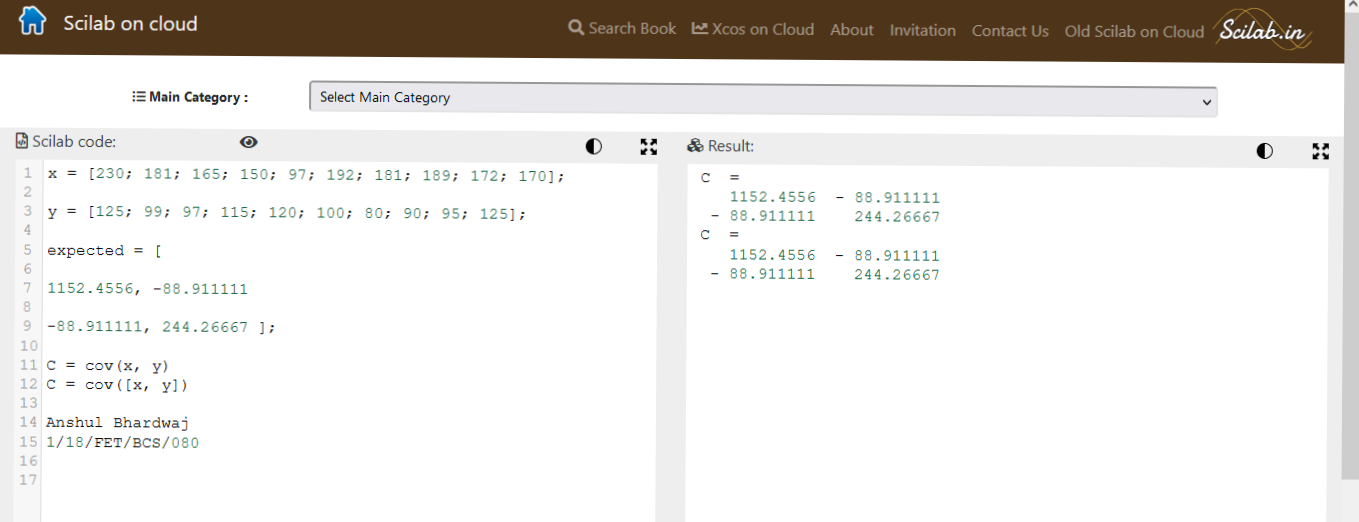 Scilab on cloud
Search Book Xcos on Cloud About Invitation Contact Us Old Scilab on Cloud Scilab.in
Main Category : Select Main Category
Scilab code:
1 x = [230; 181; 165; 150; 97; 192; 181; 189; 172; 170];
2
3 y = [125; 99; 97; 115; 120; 100; 80; 90; 95; 125];
4
5 expected = [
6
7 1152.4556, -88.911111
8
9 -88.911111, 244.26667 ];
10
11 C = cov(x, y)
12 C = cov([x, y])
13
14 Anshul Bhardwaj
15 1/18/FET/BCS/080
16
17
Result:
C =
1152.4556 - 88.911111
- 88.911111 244.26667
C =
1152.4556 - 88.911111
- 88.911111 244.26667